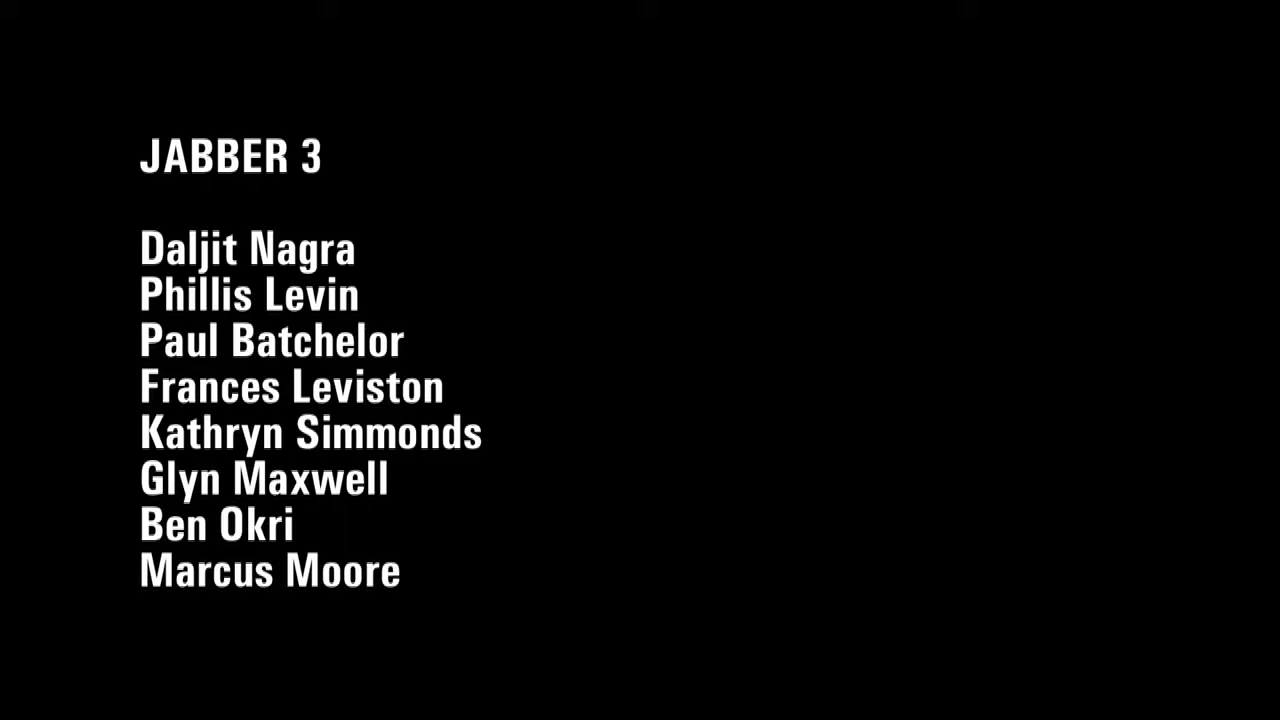 JABBER 3
Daljit Nagra
Phillis Levin
Paul Batchelor
Frances Leviston
Kathryn Simmonds
Glyn Maxwell
Ben Okri
Marcus Moore